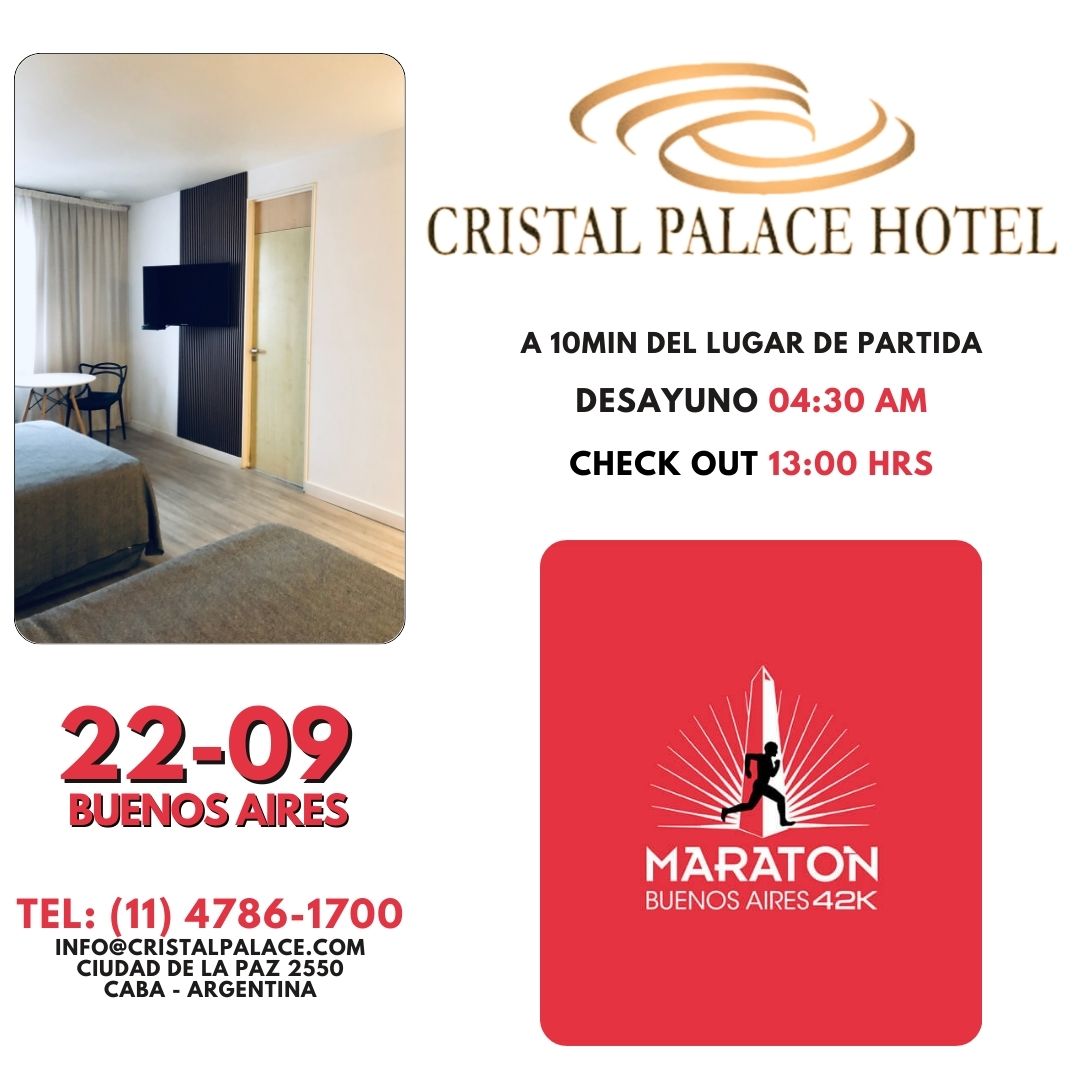 CRISTAL PALACE HOTEL
A 10MIN DEL LUGAR DE PARTIDA
DESAYUNO 04:30 AM
CHECK OUT 13:00 HRS
22-09
BUENOS AIRES
TEL: (11) 4786-1700
INFO@CRISTALPALACE.COM
CIUDAD DE LA PAZ 2550
CABA - ARGENTINA
MARATÓN
BUENOS AIRES 42K